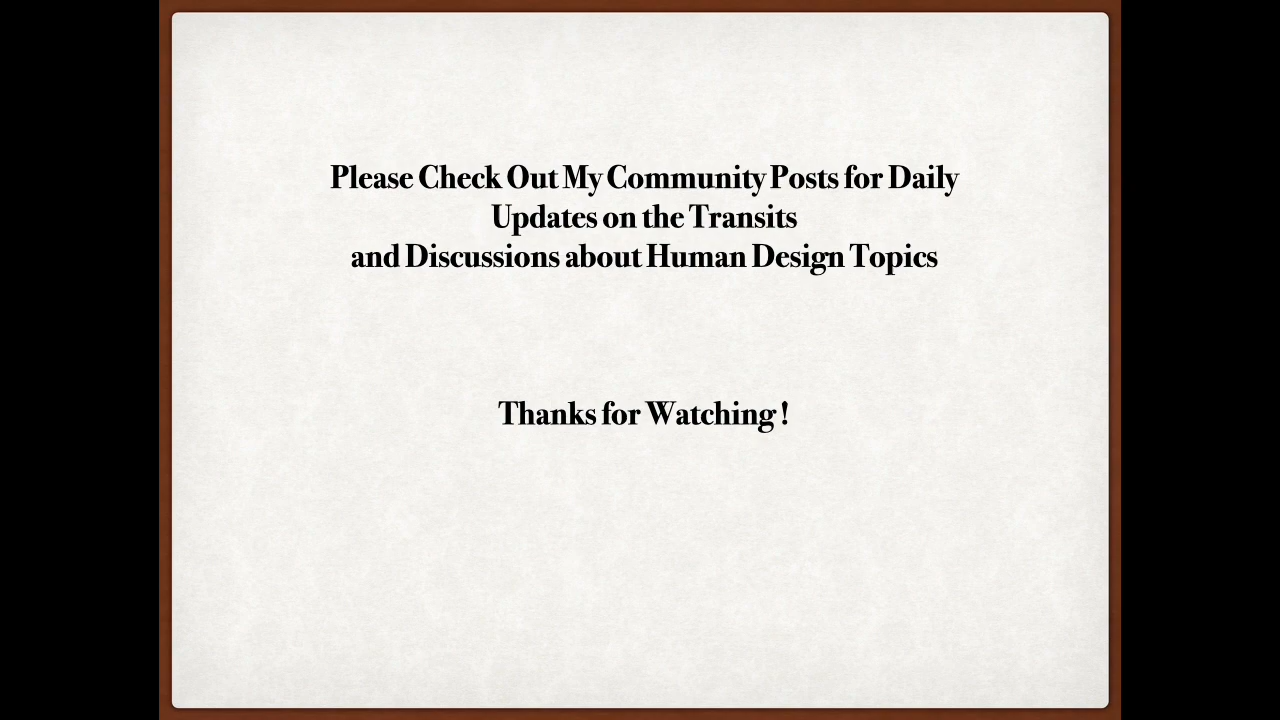 Please Check Out My Community Posts for Daily
Updates on the Transits
and Discussions about Human Design Topics
Thanks for Watching !